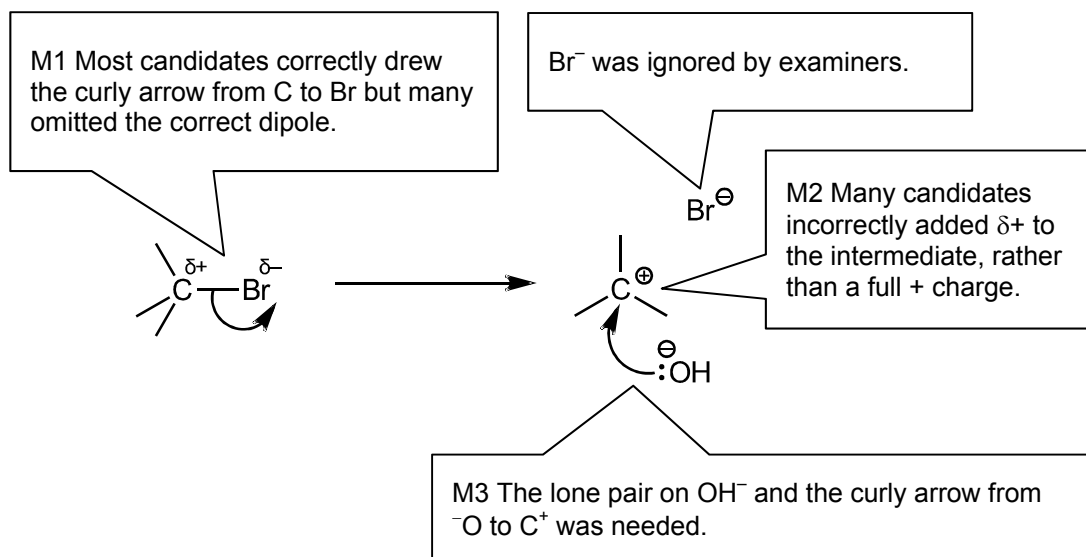 M1 Most candidates correctly drew
the curly arrow from C to Br but many
omitted the correct dipole.
Br⁻ was ignored by examiners.
M2 Many candidates
incorrectly added δ+ to
the intermediate, rather
than a full + charge.
Br⊖
δ+ δ−
C Br
C ⊕
⊖
:OH
M3 The lone pair on OH⁻ and the curly arrow from
⁻O to C⁺ was needed.